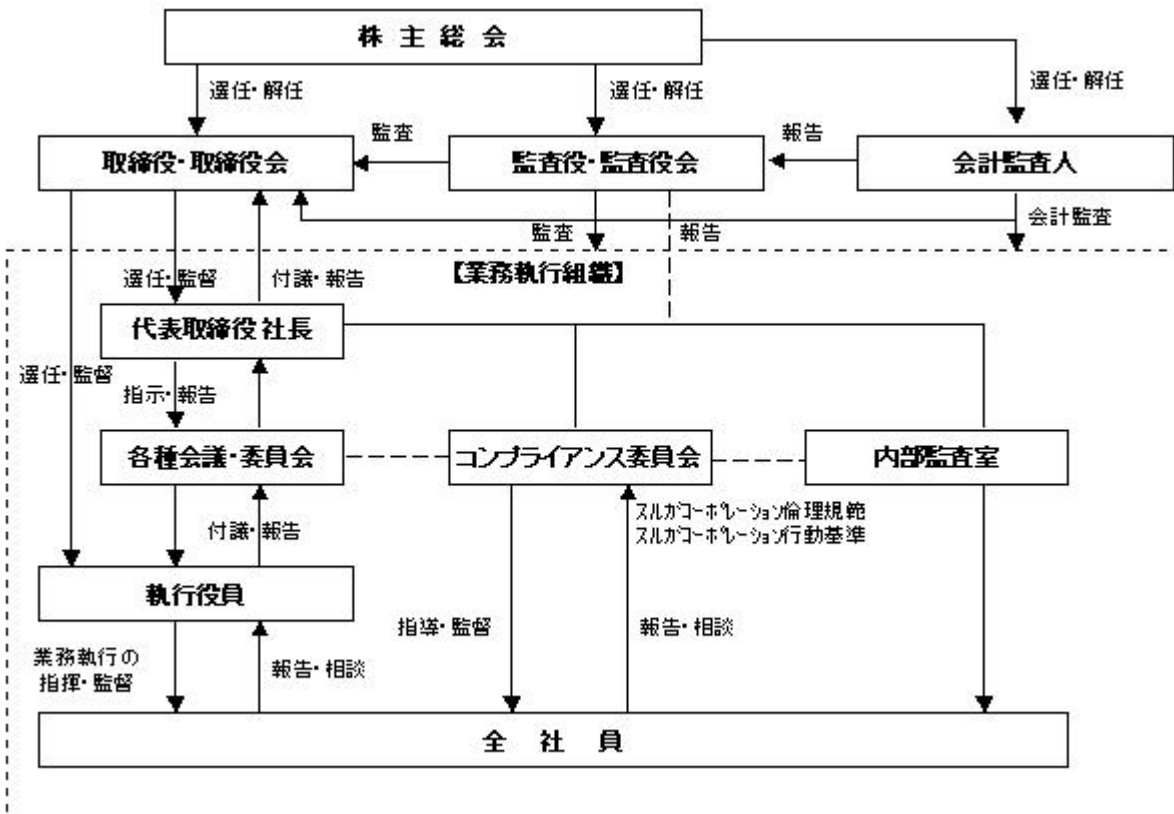 株主総会
選任・解任
選任・解任
選任・解任
監査
報告
取締役・取締役会
監査役・監査役会
会計監査人
監査
報告
会計監査
【業務執行組織】
選任・監督
付議・報告
代表取締役 社長
選任・監督
指示・報告
各種会議・委員会
コンプライアンス委員会
内部監査室
スルガコーポレーション倫理規範
スルガコーポレーション行動基準
付議・報告
執行役員
指導・監督
報告・相談
業務執行の
指揮・監督
報告・相談
全社員